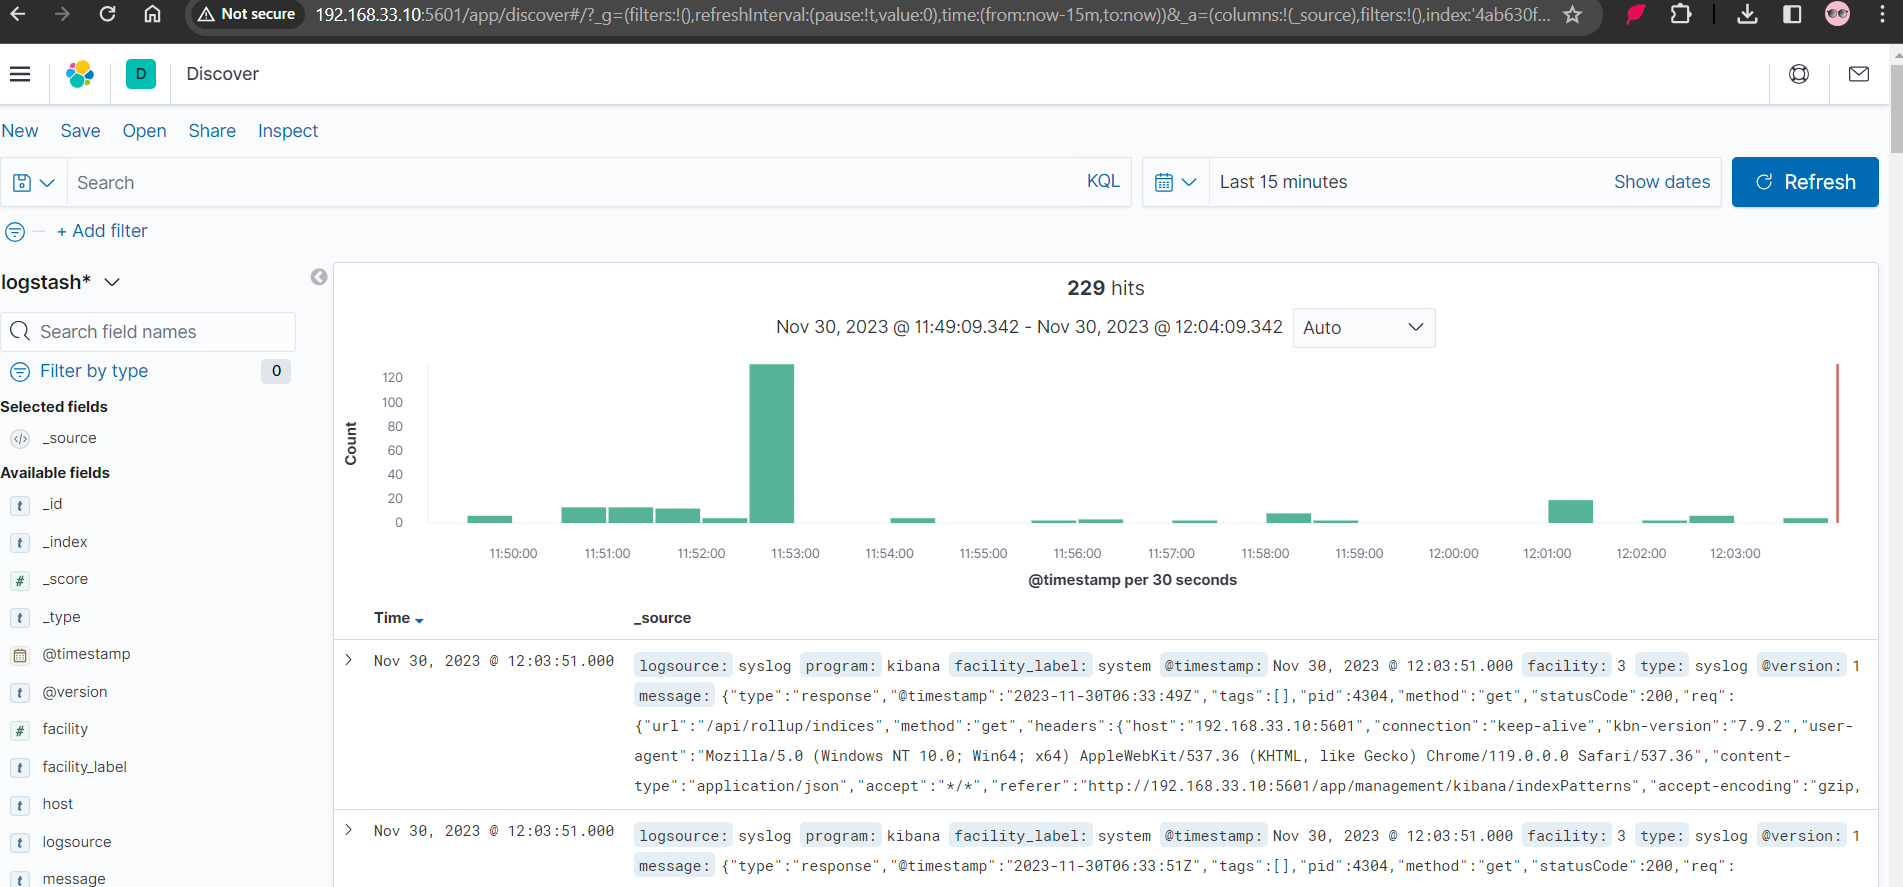 Not secure 192.168.33.10:5601/app/discover#/?_g=(filters:!(),refreshInterval:(pause:!t,value:0),time:(from:now-15m,to:now))&_a=(columns:!(_source),filters:!(),index:'4ab630f...
D Discover
New Save Open Share Inspect
Search KQL Last 15 minutes Show dates Refresh
+ Add filter
logstash*
Search field names
Filter by type 0
Selected fields
_source
Available fields
_id
_index
_score
_type
@timestamp
@version
facility
facility_label
host
logsource
message
229 hits
Nov 30, 2023 @ 11:49:09.342 - Nov 30, 2023 @ 12:04:09.342 Auto
Count
120
100
80
60
40
20
0
11:50:00 11:51:00 11:52:00 11:53:00 11:54:00 11:55:00 11:56:00 11:57:00 11:58:00 11:59:00 12:00:00 12:01:00 12:02:00 12:03:00
@timestamp per 30 seconds
Time _source
Nov 30, 2023 @ 12:03:51.000 logsource: syslog program: kibana facility_label: system @timestamp: Nov 30, 2023 @ 12:03:51.000 facility: 3 type: syslog @version: 1
message: {"type":"response","@timestamp":"2023-11-30T06:33:49Z","tags":[],"pid":4304,"method":"get","statusCode":200,"req":
{"url":"/api/rollup/indices","method":"get","headers":{"host":"192.168.33.10:5601","connection":"keep-alive","kbn-version":"7.9.2","user-
agent":"Mozilla/5.0 (Windows NT 10.0; Win64; x64) AppleWebKit/537.36 (KHTML, like Gecko) Chrome/119.0.0.0 Safari/537.36","content-
type":"application/json","accept":"*/*","referer":"http://192.168.33.10:5601/app/management/kibana/indexPatterns","accept-encoding":"gzip,
Nov 30, 2023 @ 12:03:51.000 logsource: syslog program: kibana facility_label: system @timestamp: Nov 30, 2023 @ 12:03:51.000 facility: 3 type: syslog @version: 1
message: {"type":"response","@timestamp":"2023-11-30T06:33:51Z","tags":[],"pid":4304,"method":"get","statusCode":200,"req":